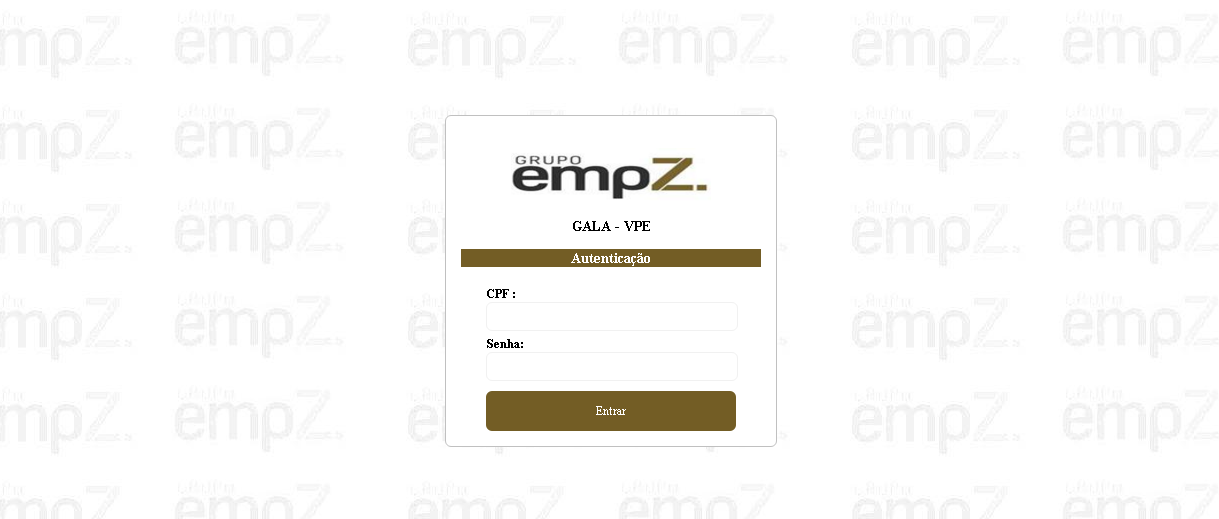 GRUPO
empZ.
GALA - VPE
Autenticação
CPF :
Senha:
Entrar